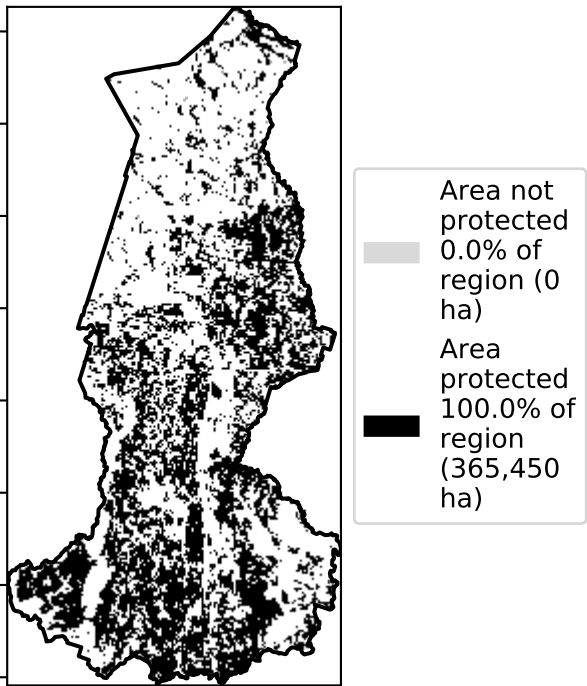 Area not
protected
0.0% of
region (0
ha)
Area
protected
100.0% of
region
(365,450
ha)